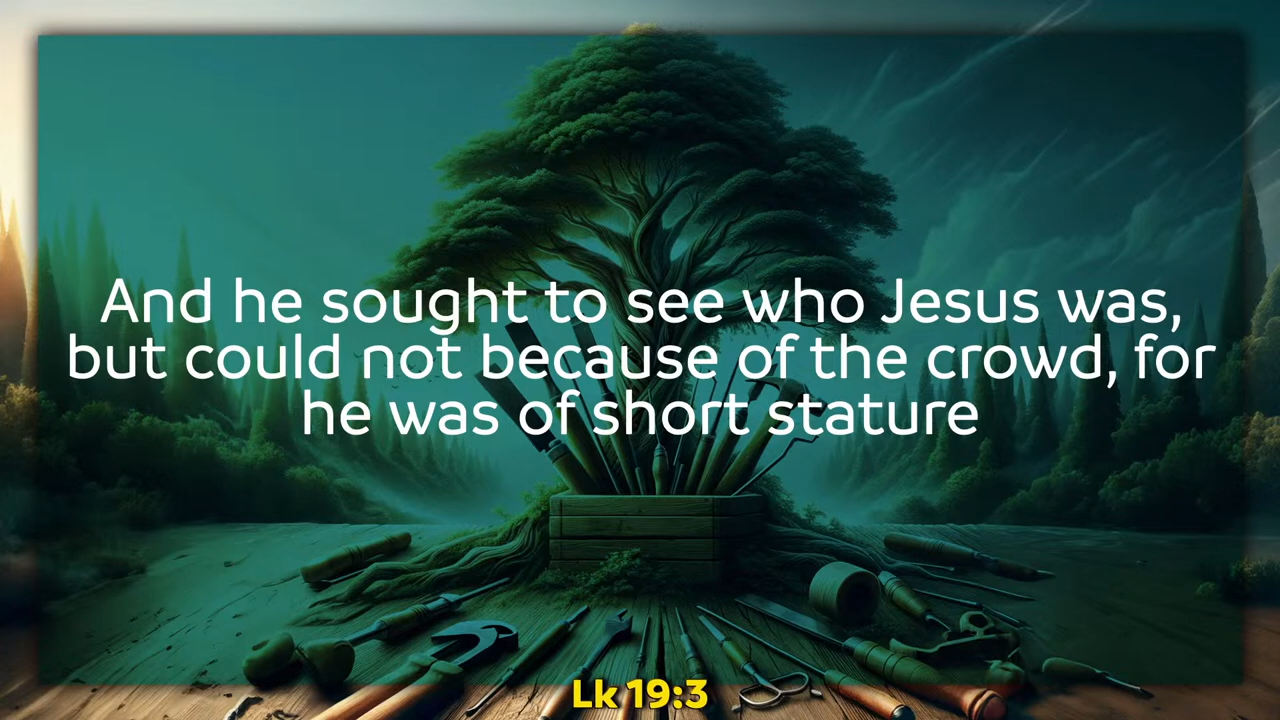 And he sought to see who Jesus was,
but could not because of the crowd, for
he was of short stature
Lk 19:3